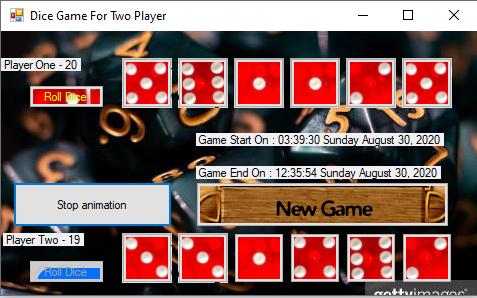 Dice Game For Two Player
Player One - 20
Roll Dice
Game Start On : 03:39:30 Sunday August 30, 2020
Game End On : 12:35:54 Sunday August 30, 2020
Stop animation
New Game
Player Two - 19
Roll Dice
gettyimages®